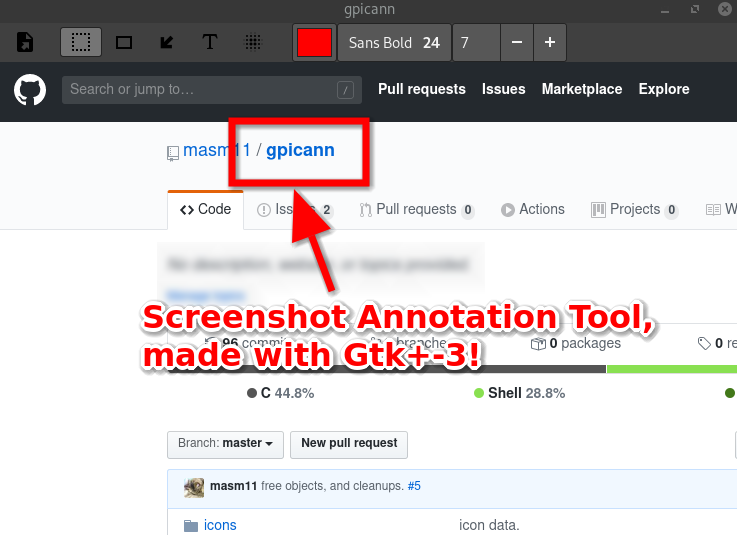 gpicann
T
Sans Bold 24 7 − +
Search or jump to… /
Pull requests Issues Marketplace Explore
masm11 / gpicann
Code Issues 2 Pull requests 0 Actions Projects 0 W
No description, website, or topics provided.
Manage topics
Screenshot Annotation Tool,
made with Gtk+-3!
96 commits branches 0 packages 0 re
C 44.8% Shell 28.8%
Branch: master New pull request
masm11 free objects, and cleanups. #5
icons icon data.